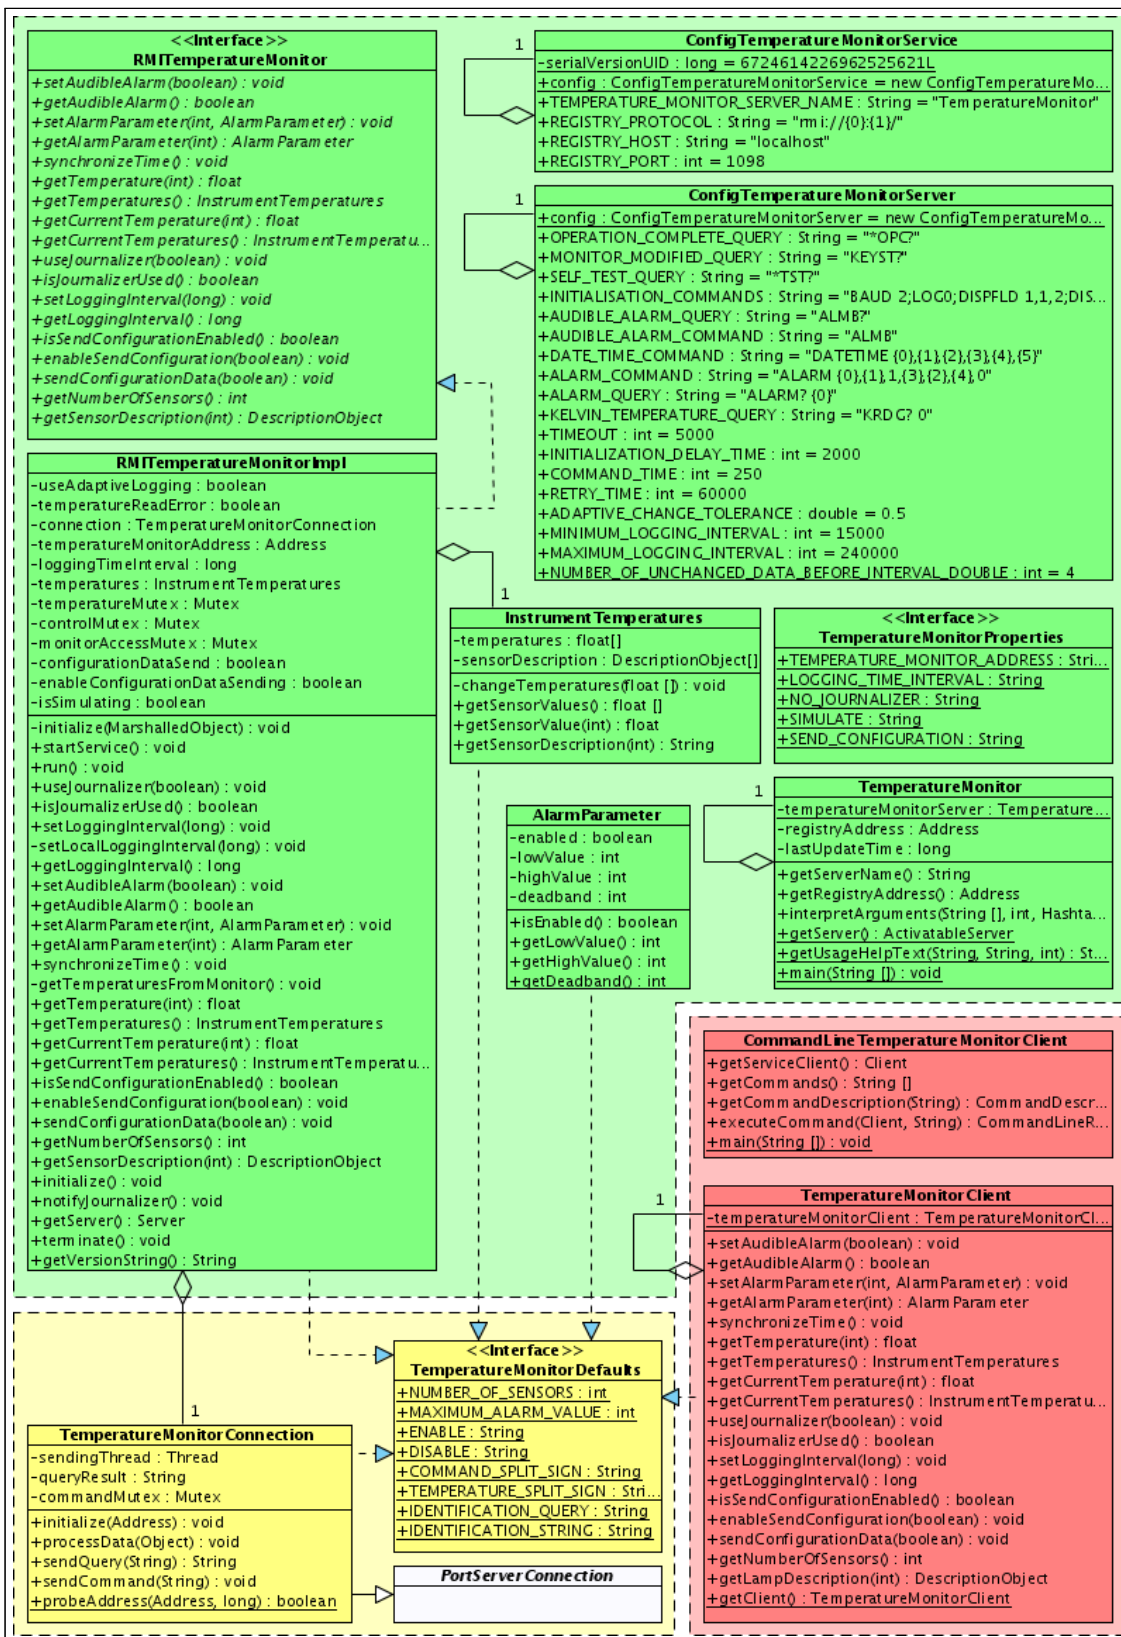 <<Interface>>
RMITemperatureMonitor
+setAudibleAlarm(boolean) : void
+getAudibleAlarm() : boolean
+setAlarmParameter(int, AlarmParameter) : void
+getAlarmParameter(int) : AlarmParameter
+synchronizeTime() : void
+getTemperature(int) : float
+getTemperatures() : InstrumentTemperatures
+getCurrentTemperature(int) : float
+getCurrentTemperatures() : InstrumentTemperatu...
+useJournalizer(boolean) : void
+isJournalizerUsed() : boolean
+setLoggingInterval(long) : void
+getLoggingInterval() : long
+isSendConfigurationEnabled() : boolean
+enableSendConfiguration(boolean) : void
+sendConfigurationData(boolean) : void
+getNumberOfSensors() : int
+getSensorDescription(int) : DescriptionObject
1
ConfigTemperatureMonitorService
-serialVersionUID : long = 6724614226962525621L
+config : ConfigTemperatureMonitorService = new ConfigTemperatureMo...
+TEMPERATURE_MONITOR_SERVER_NAME : String = "TemperatureMonitor"
+REGISTRY_PROTOCOL : String = "rmi://{0}:{1}/"
+REGISTRY_HOST : String = "localhost"
+REGISTRY_PORT : int = 1098
1
ConfigTemperatureMonitorServer
+config : ConfigTemperatureMonitorServer = new ConfigTemperatureMo...
+OPERATION_COMPLETE_QUERY : String = "*OPC?"
+MONITOR_MODIFIED_QUERY : String = "KEYST?"
+SELF_TEST_QUERY : String = "*TST?"
+INITIALISATION_COMMANDS : String = "BAUD 2;LOG0;DISPFLD 1,1,2;DIS...
+AUDIBLE_ALARM_QUERY : String = "ALMB?"
+AUDIBLE_ALARM_COMMAND : String = "ALMB"
+DATE_TIME_COMMAND : String = "DATETIME {0},{1},{2},{3},{4},{5}"
+ALARM_COMMAND : String = "ALARM {0},{1},1,{3},{2},{4},0"
+ALARM_QUERY : String = "ALARM? {0}"
+KELVIN_TEMPERATURE_QUERY : String = "KRDG? 0"
+TIMEOUT : int = 5000
+INITIALIZATION_DELAY_TIME : int = 2000
+COMMAND_TIME : int = 250
+RETRY_TIME : int = 60000
+ADAPTIVE_CHANGE_TOLERANCE : double = 0.5
+MINIMUM_LOGGING_INTERVAL : int = 15000
+MAXIMUM_LOGGING_INTERVAL : int = 240000
+NUMBER_OF_UNCHANGED_DATA_BEFORE_INTERVAL_DOUBLE : int = 4
RMITemperatureMonitorImpl
-useAdaptiveLogging : boolean
-temperatureReadError : boolean
-connection : TemperatureMonitorConnection
-temperatureMonitorAddress : Address
-loggingTimeInterval : long
-temperatures : InstrumentTemperatures
-temperatureMutex : Mutex
-controlMutex : Mutex
-monitorAccessMutex : Mutex
-configurationDataSend : boolean
-enableConfigurationDataSending : boolean
-isSimulating : boolean
-initialize(MarshalledObject) : void
+startService() : void
+run() : void
+useJournalizer(boolean) : void
+isJournalizerUsed() : boolean
+setLoggingInterval(long) : void
-setLocalLoggingInterval(long) : void
+getLoggingInterval() : long
+setAudibleAlarm(boolean) : void
+getAudibleAlarm() : boolean
+setAlarmParameter(int, AlarmParameter) : void
+getAlarmParameter(int) : AlarmParameter
+synchronizeTime() : void
-getTemperaturesFromMonitor() : void
+getTemperature(int) : float
+getTemperatures() : InstrumentTemperatures
+getCurrentTemperature(int) : float
+getCurrentTemperatures() : InstrumentTemperatu...
+isSendConfigurationEnabled() : boolean
+enableSendConfiguration(boolean) : void
+sendConfigurationData(boolean) : void
+getNumberOfSensors() : int
+getSensorDescription(int) : DescriptionObject
+initialize() : void
+notifyJournalizer() : void
+getServer() : Server
+terminate() : void
+getVersionString() : String
1
InstrumentTemperatures
-temperatures : float[]
-sensorDescription : DescriptionObject[]
-changeTemperatures(float []) : void
+getSensorValues() : float []
+getSensorValue(int) : float
+getSensorDescription(int) : String
<<Interface>>
TemperatureMonitorProperties
+TEMPERATURE_MONITOR_ADDRESS : Stri...
+LOGGING_TIME_INTERVAL : String
+NO_JOURNALIZER : String
+SIMULATE : String
+SEND_CONFIGURATION : String
AlarmParameter
-enabled : boolean
-lowValue : int
-highValue : int
-deadband : int
+isEnabled() : boolean
+getLowValue() : int
+getHighValue() : int
+getDeadband() : int
1
TemperatureMonitor
-temperatureMonitorServer : Temperature...
-registryAddress : Address
-lastUpdateTime : long
+getServerName() : String
+getRegistryAddress() : Address
+interpretArguments(String [], int, Hashta...
+getServer() : ActivatableServer
+getUsageHelpText(String, String, int) : St...
+main(String []) : void
CommandLineTemperatureMonitorClient
+getServiceClient() : Client
+getCommands() : String []
+getCommandDescription(String) : CommandDescr...
+executeCommand(Client, String) : CommandLineR...
+main(String []) : void
1
TemperatureMonitorClient
-temperatureMonitorClient : TemperatureMonitorCl...
+setAudibleAlarm(boolean) : void
+getAudibleAlarm() : boolean
+setAlarmParameter(int, AlarmParameter) : void
+getAlarmParameter(int) : AlarmParameter
+synchronizeTime() : void
+getTemperature(int) : float
+getTemperatures() : InstrumentTemperatures
+getCurrentTemperature(int) : float
+getCurrentTemperatures() : InstrumentTemperatu...
+useJournalizer(boolean) : void
+isJournalizerUsed() : boolean
+setLoggingInterval(long) : void
+getLoggingInterval() : long
+isSendConfigurationEnabled() : boolean
+enableSendConfiguration(boolean) : void
+sendConfigurationData(boolean) : void
+getNumberOfSensors() : int
+getLampDescription(int) : DescriptionObject
+getClient() : TemperatureMonitorClient
<<Interface>>
TemperatureMonitorDefaults
+NUMBER_OF_SENSORS : int
+MAXIMUM_ALARM_VALUE : int
+ENABLE : String
+DISABLE : String
+COMMAND_SPLIT_SIGN : String
+TEMPERATURE_SPLIT_SIGN : Stri...
+IDENTIFICATION_QUERY : String
+IDENTIFICATION_STRING : String
1
TemperatureMonitorConnection
-sendingThread : Thread
-queryResult : String
-commandMutex : Mutex
+initialize(Address) : void
+processData(Object) : void
+sendQuery(String) : String
+sendCommand(String) : void
+probeAddress(Address, long) : boolean
PortServerConnection